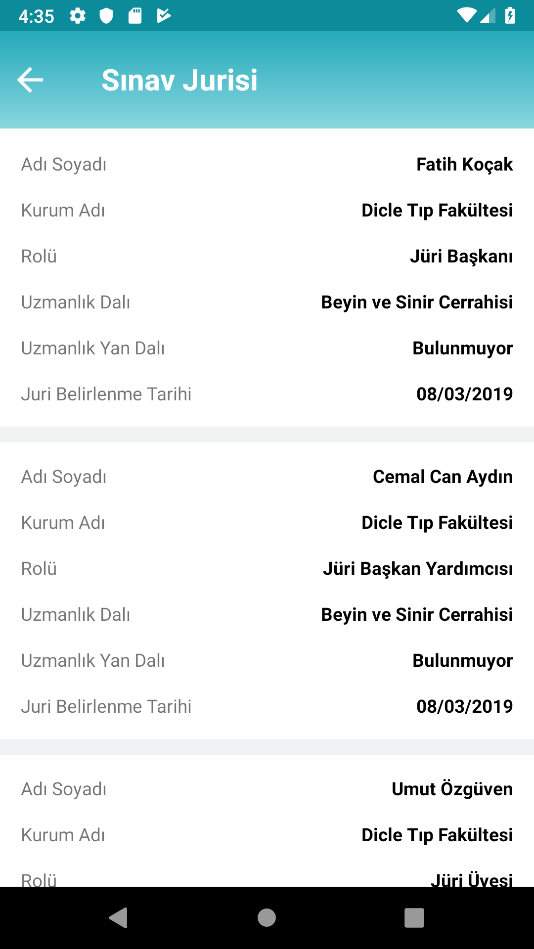 4:35
Sınav Jurisi
Adı Soyadı Fatih Koçak
Kurum Adı Dicle Tıp Fakültesi
Rolü Jüri Başkanı
Uzmanlık Dalı Beyin ve Sinir Cerrahisi
Uzmanlık Yan Dalı Bulunmuyor
Juri Belirlenme Tarihi 08/03/2019
Adı Soyadı Cemal Can Aydın
Kurum Adı Dicle Tıp Fakültesi
Rolü Jüri Başkan Yardımcısı
Uzmanlık Dalı Beyin ve Sinir Cerrahisi
Uzmanlık Yan Dalı Bulunmuyor
Juri Belirlenme Tarihi 08/03/2019
Adı Soyadı Umut Özgüven
Kurum Adı Dicle Tıp Fakültesi
Rolü Jüri Üyesi